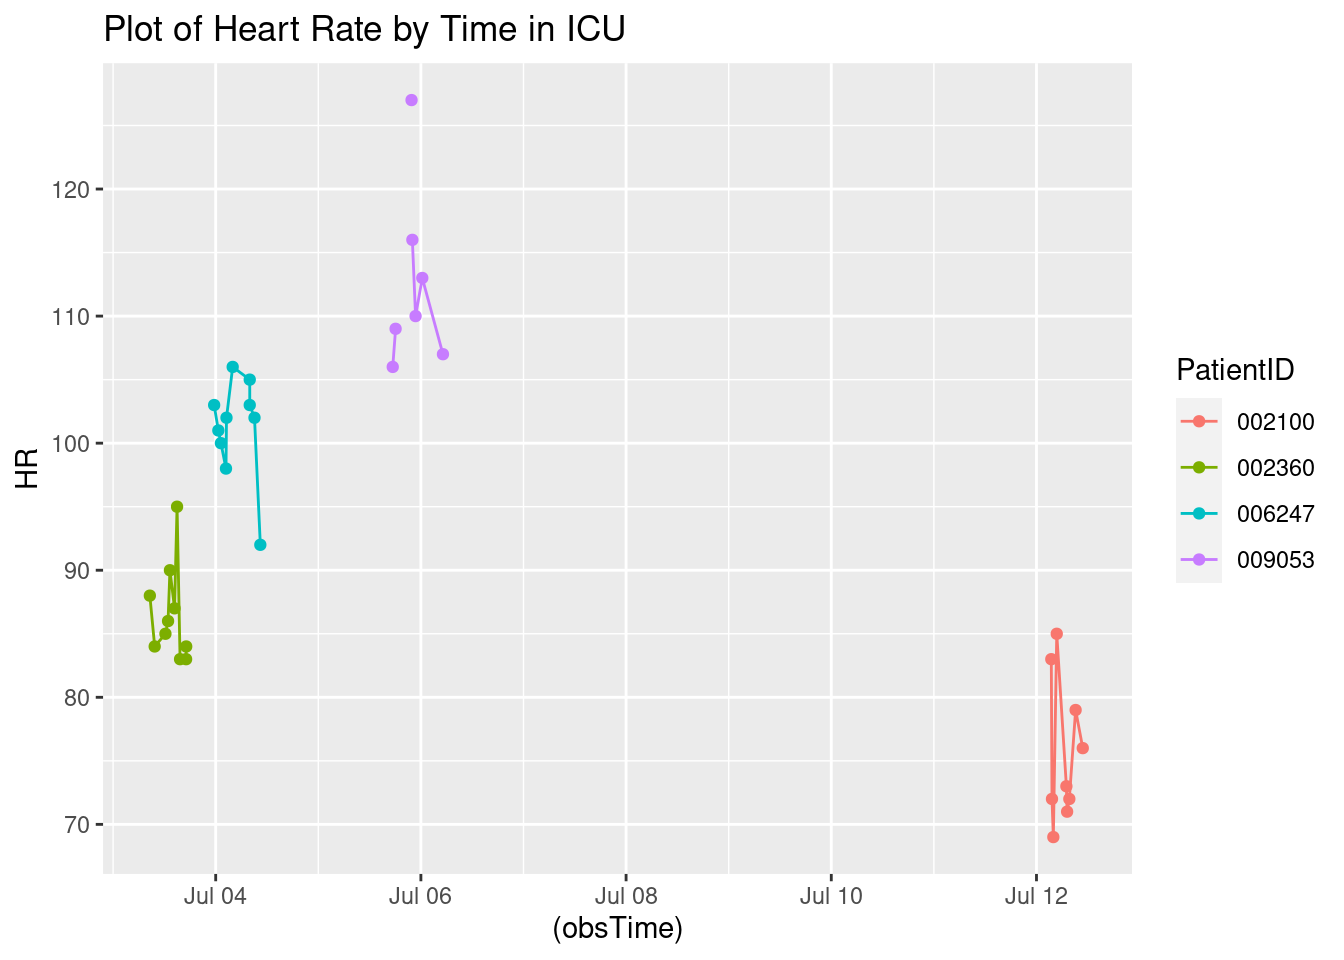 Plot of Heart Rate by Time in ICU
HR
120
110
100
90
80
70
Jul 04 Jul 06 Jul 08 Jul 10 Jul 12
(obsTime)
PatientID
002100
002360
006247
009053